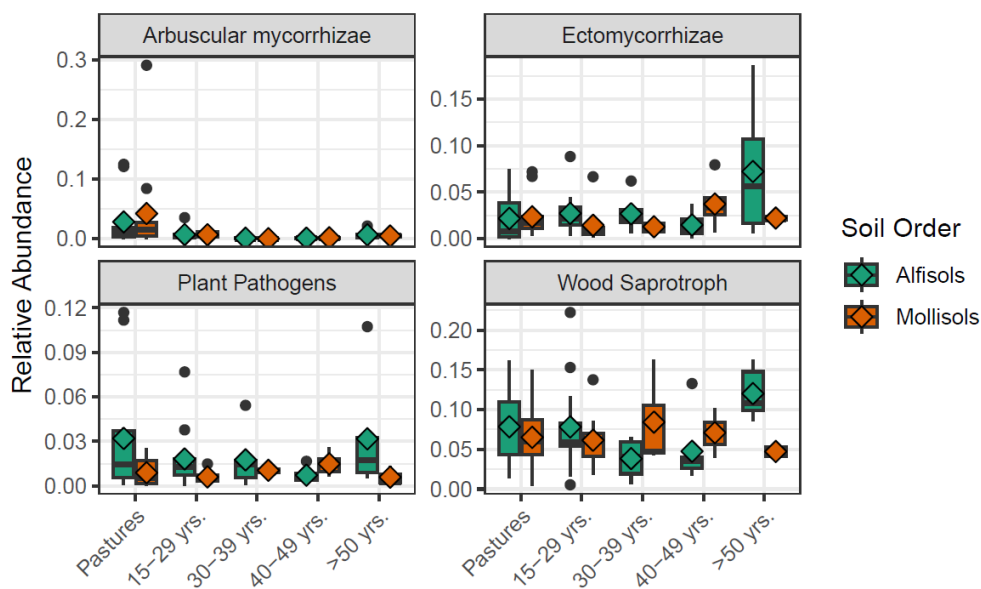 Arbuscular mycorrhizae
Ectomycorrhizae
0.3
0.2
0.1
0.0
0.15
0.10
0.05
0.00
Relative Abundance
Plant Pathogens
Wood Saprotroph
0.12
0.09
0.06
0.03
0.00
0.20
0.15
0.10
0.05
0.00
Pastures
15−29 yrs.
30−39 yrs.
40−49 yrs.
>50 yrs.
Pastures
15−29 yrs.
30−39 yrs.
40−49 yrs.
>50 yrs.
Soil Order
Alfisols
Mollisols